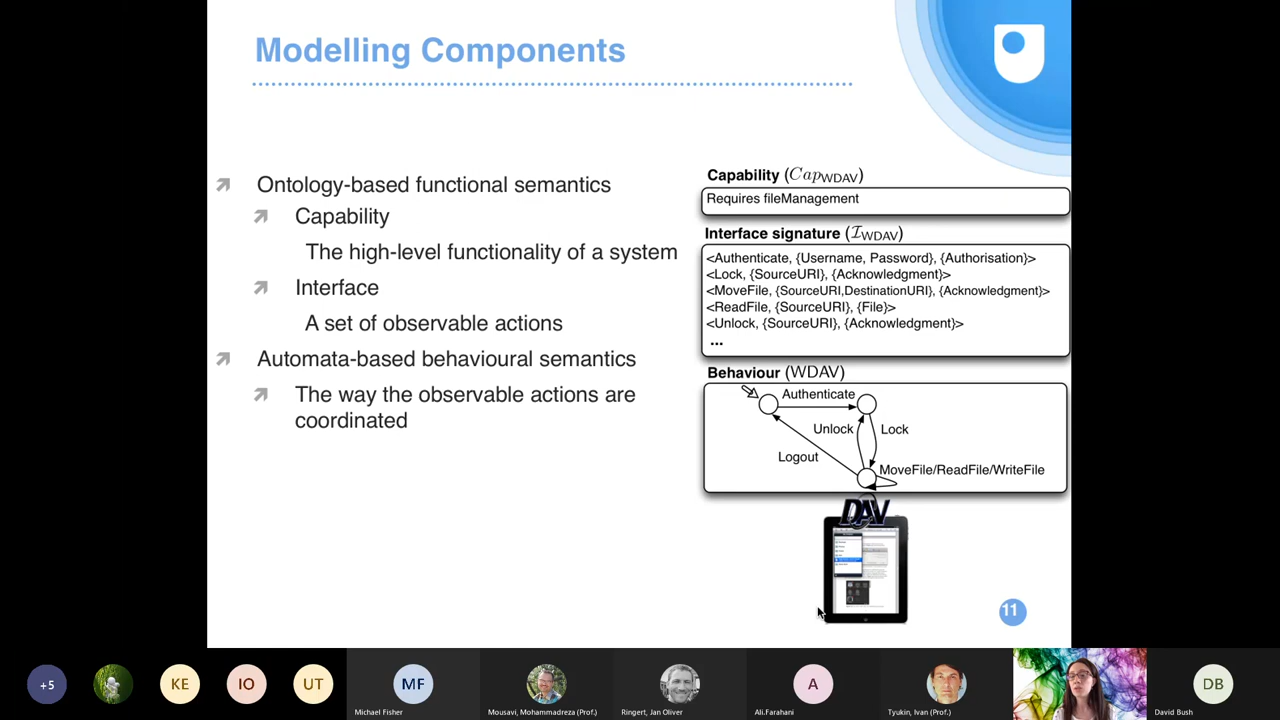 Modelling Components
Ontology-based functional semantics
Capability
The high-level functionality of a system
Interface
A set of observable actions
Automata-based behavioural semantics
The way the observable actions are
coordinated
Capability (CapWDAV)
Requires fileManagement
Interface signature (IWDAV)
<Authenticate, {Username, Password}, {Authorisation}>
<Lock, {SourceURI}, {Acknowledgment}>
<MoveFile, {SourceURI,DestinationURI}, {Acknowledgment}>
<ReadFile, {SourceURI}, {File}>
<Unlock, {SourceURI}, {Acknowledgment}>
...
Behaviour (WDAV)
Authenticate
Unlock
Lock
Logout
MoveFile/ReadFile/WriteFile
DAV
11
+5
KE
IO
UT
MF
Michael Fisher
Mousavi, Mohammadreza (Prof.)
Ringert, Jan Oliver
A
Ali.Farahani
Tyukin, Ivan (Prof.)
DB
David Bush